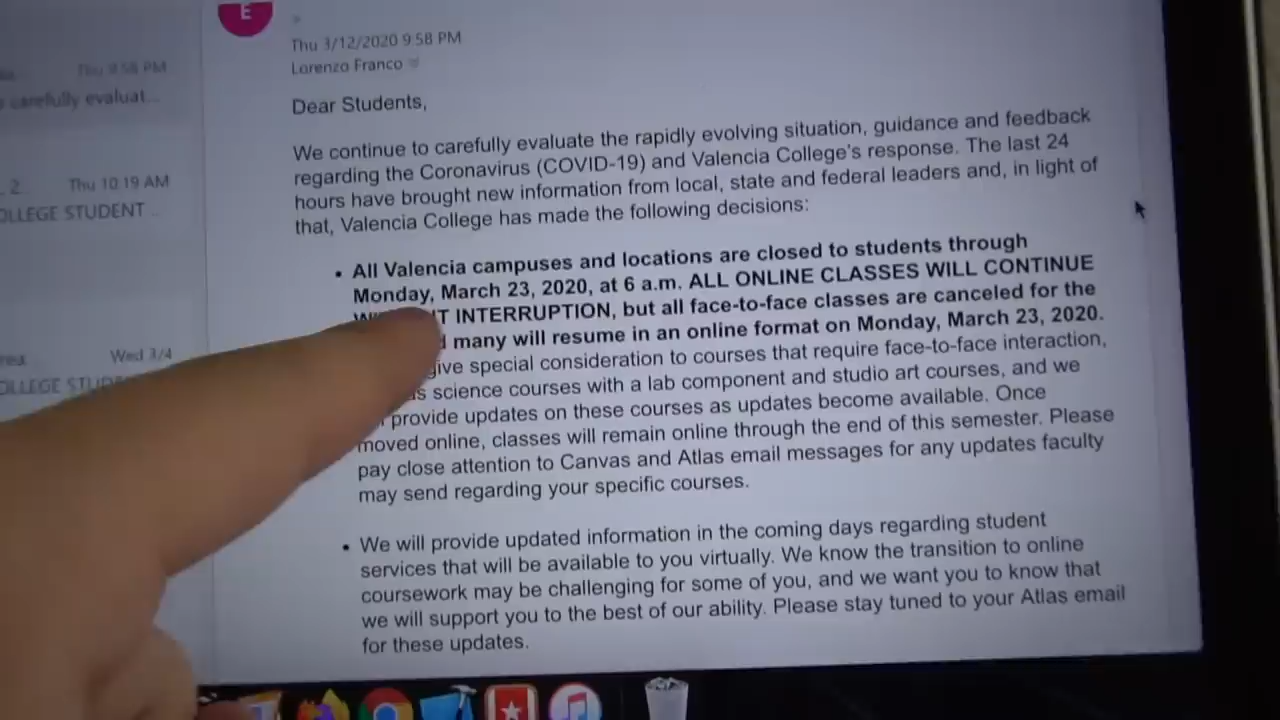 E
Thu 3/12/2020 9:58 PM
Lorenzo Franco
Thu 9:58 PM
carefully evaluat...
2... Thu 10:19 AM
OLLEGE STUDENT ...
Wed 3/4
OLLEGE STUD
Dear Students,
We continue to carefully evaluate the rapidly evolving situation, guidance and feedback
regarding the Coronavirus (COVID-19) and Valencia College's response. The last 24
hours have brought new information from local, state and federal leaders and, in light of
that, Valencia College has made the following decisions:
• All Valencia campuses and locations are closed to students through
Monday, March 23, 2020, at 6 a.m. ALL ONLINE CLASSES WILL CONTINUE
INTERRUPTION, but all face-to-face classes are canceled for the
many will resume in an online format on Monday, March 23, 2020.
give special consideration to courses that require face-to-face interaction,
as science courses with a lab component and studio art courses, and we
provide updates on these courses as updates become available. Once
moved online, classes will remain online through the end of this semester. Please
pay close attention to Canvas and Atlas email messages for any updates faculty
may send regarding your specific courses.
• We will provide updated information in the coming days regarding student
services that will be available to you virtually. We know the transition to online
coursework may be challenging for some of you, and we want you to know that
we will support you to the best of our ability. Please stay tuned to your Atlas email
for these updates.